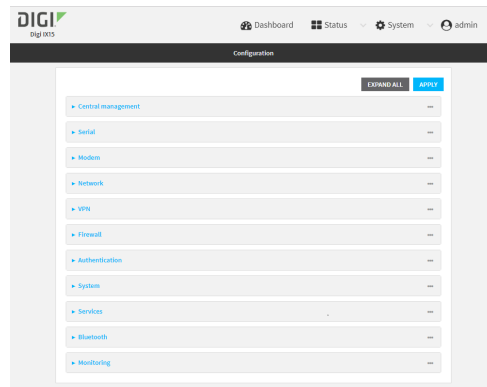 DIGI
Digi IX15
Dashboard
Status
System
admin
Configuration
EXPAND ALL
APPLY
Central management
Serial
Modem
Network
VPN
Firewall
Authentication
System
Services
Bluetooth
Monitoring